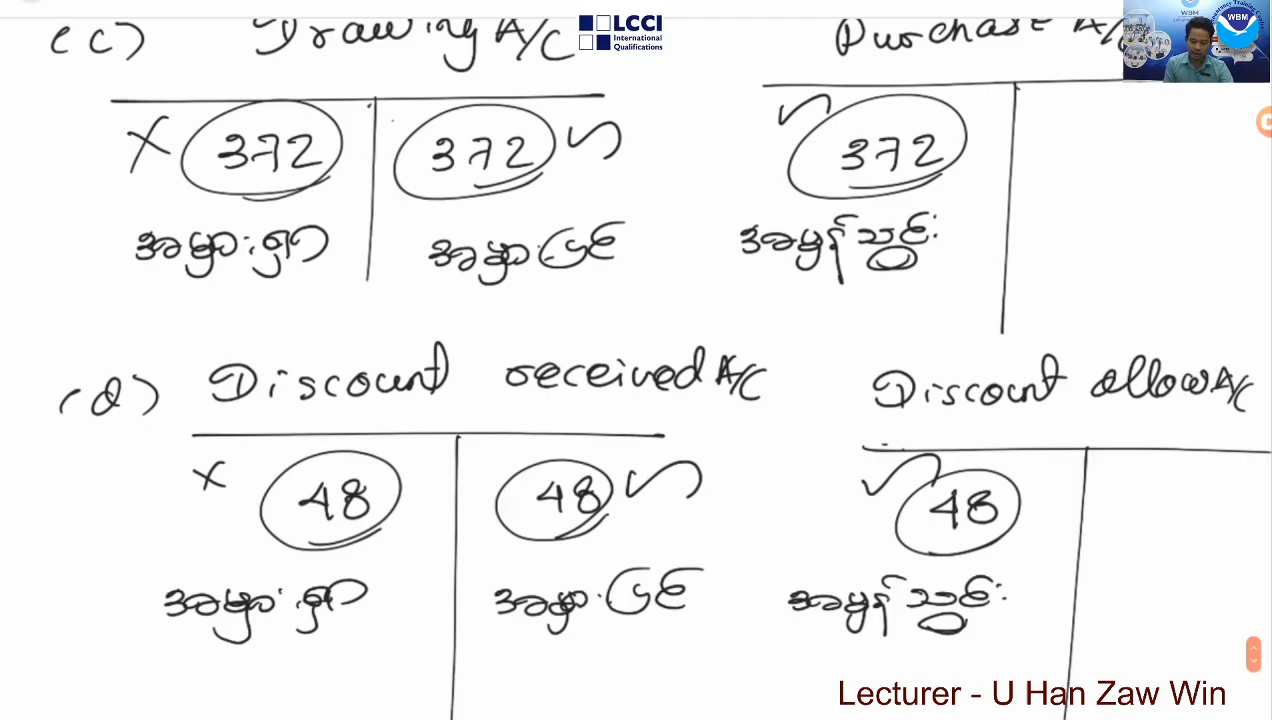 (c) Drawing A/C Purchase A/C
LCCI
International
Qualifications
WBM
× 372 372 372
အမှားရှာ အမှားပြင် အမှန်သွင်း
(d) Discount received A/C Discount allow A/C
× 48 48 48
အမှားရှာ အမှားပြင် အမှန်သွင်း
Lecturer - U Han Zaw Win